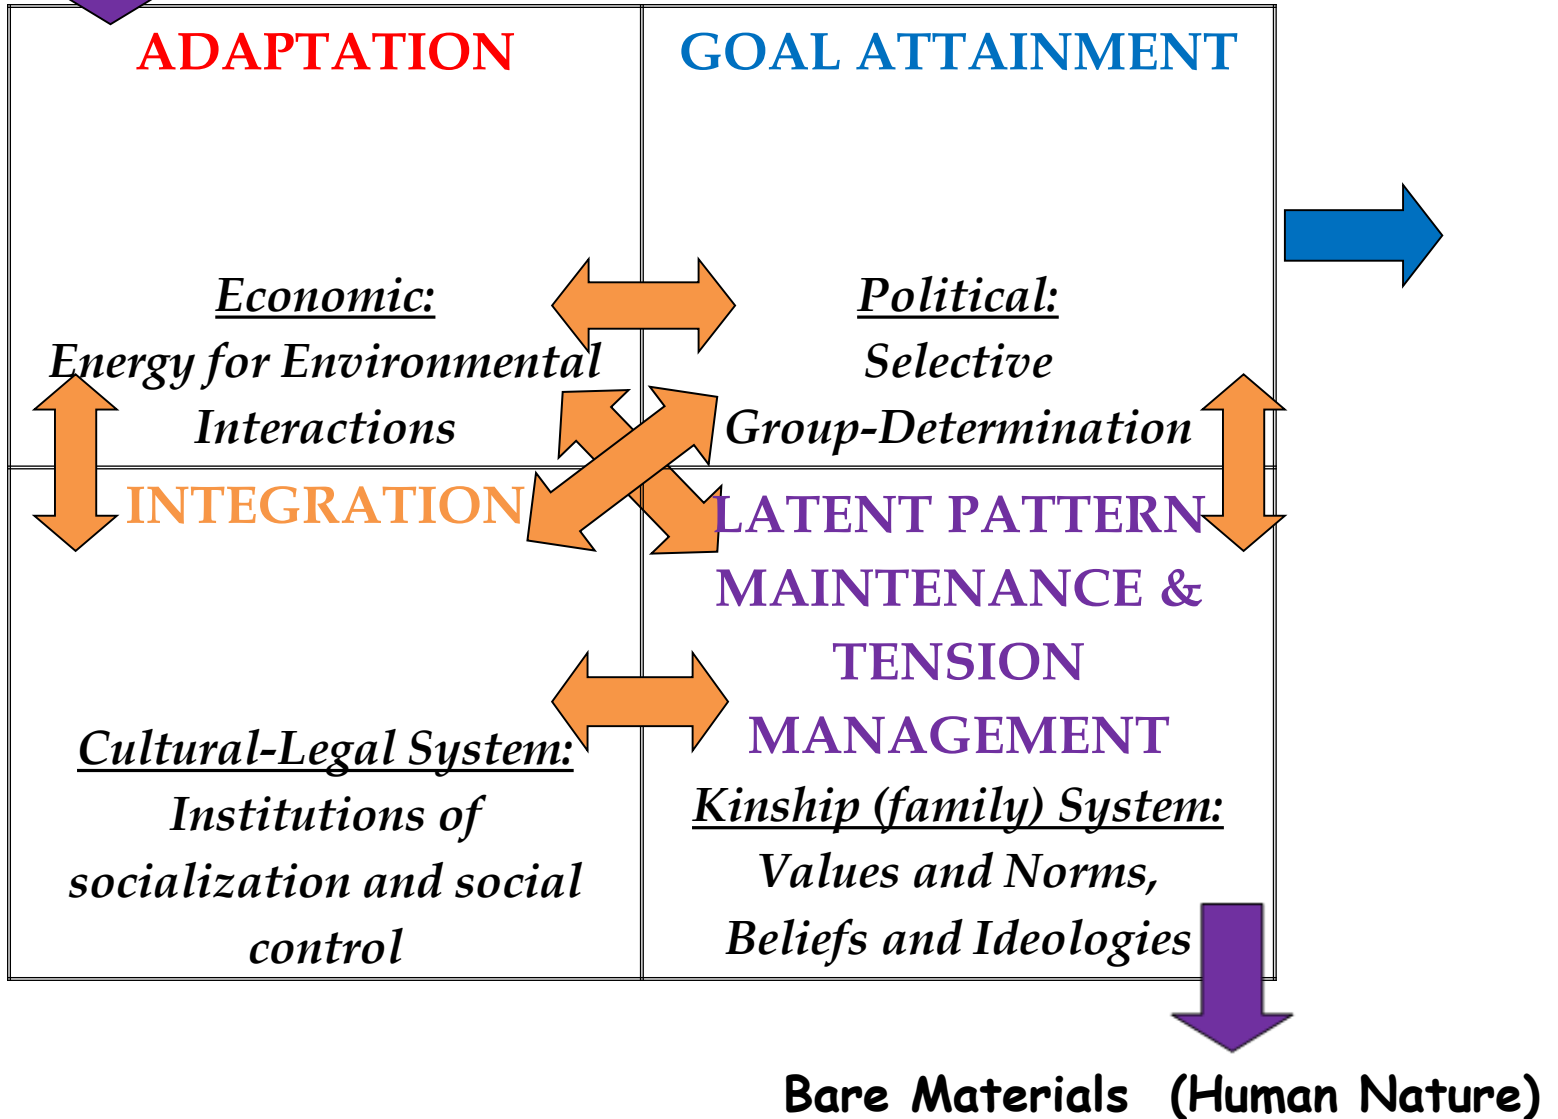 ADAPTATION
Economic:
Energy for Environmental
Interactions
GOAL ATTAINMENT
Political:
Selective
Group-Determination
INTEGRATION
Cultural-Legal System:
Institutions of
socialization and social
control
LATENT PATTERN
MAINTENANCE &
TENSION
MANAGEMENT
Kinship (family) System:
Values and Norms,
Beliefs and Ideologies
Bare Materials (Human Nature)